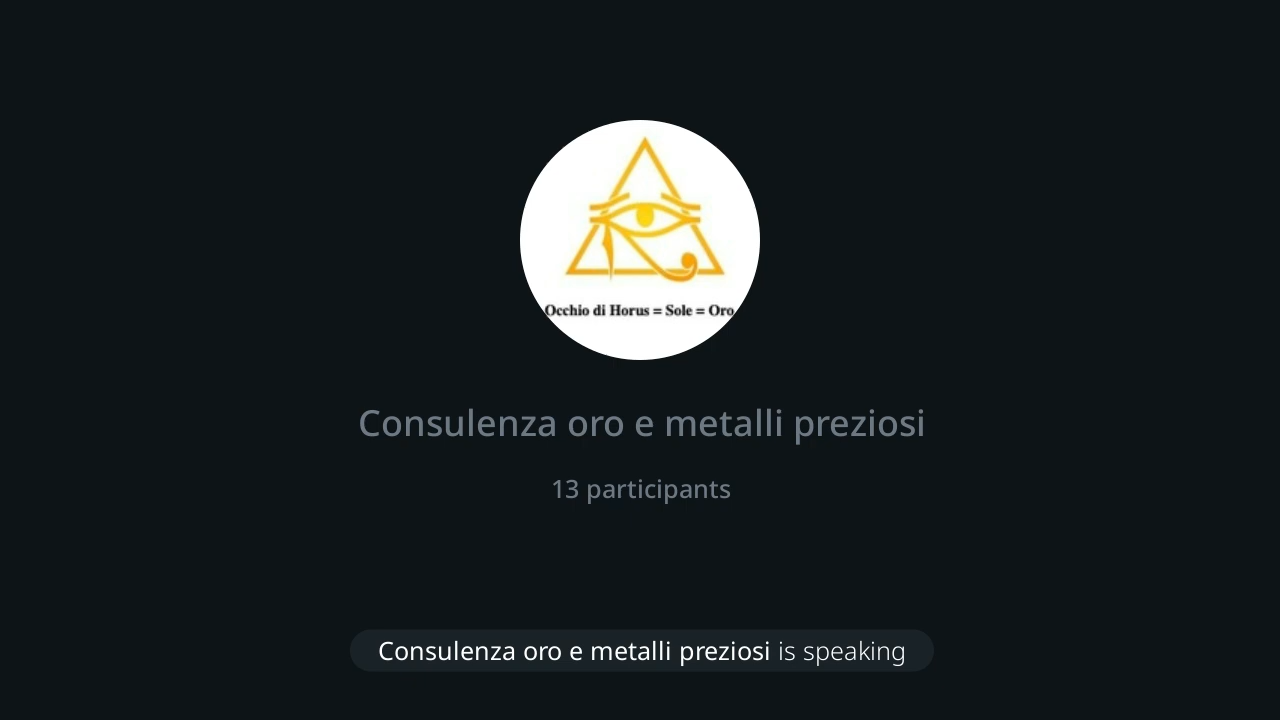 Occhio di Horus = Sole = Oro
Consulenza oro e metalli preziosi
13 participants
Consulenza oro e metalli preziosi is speaking